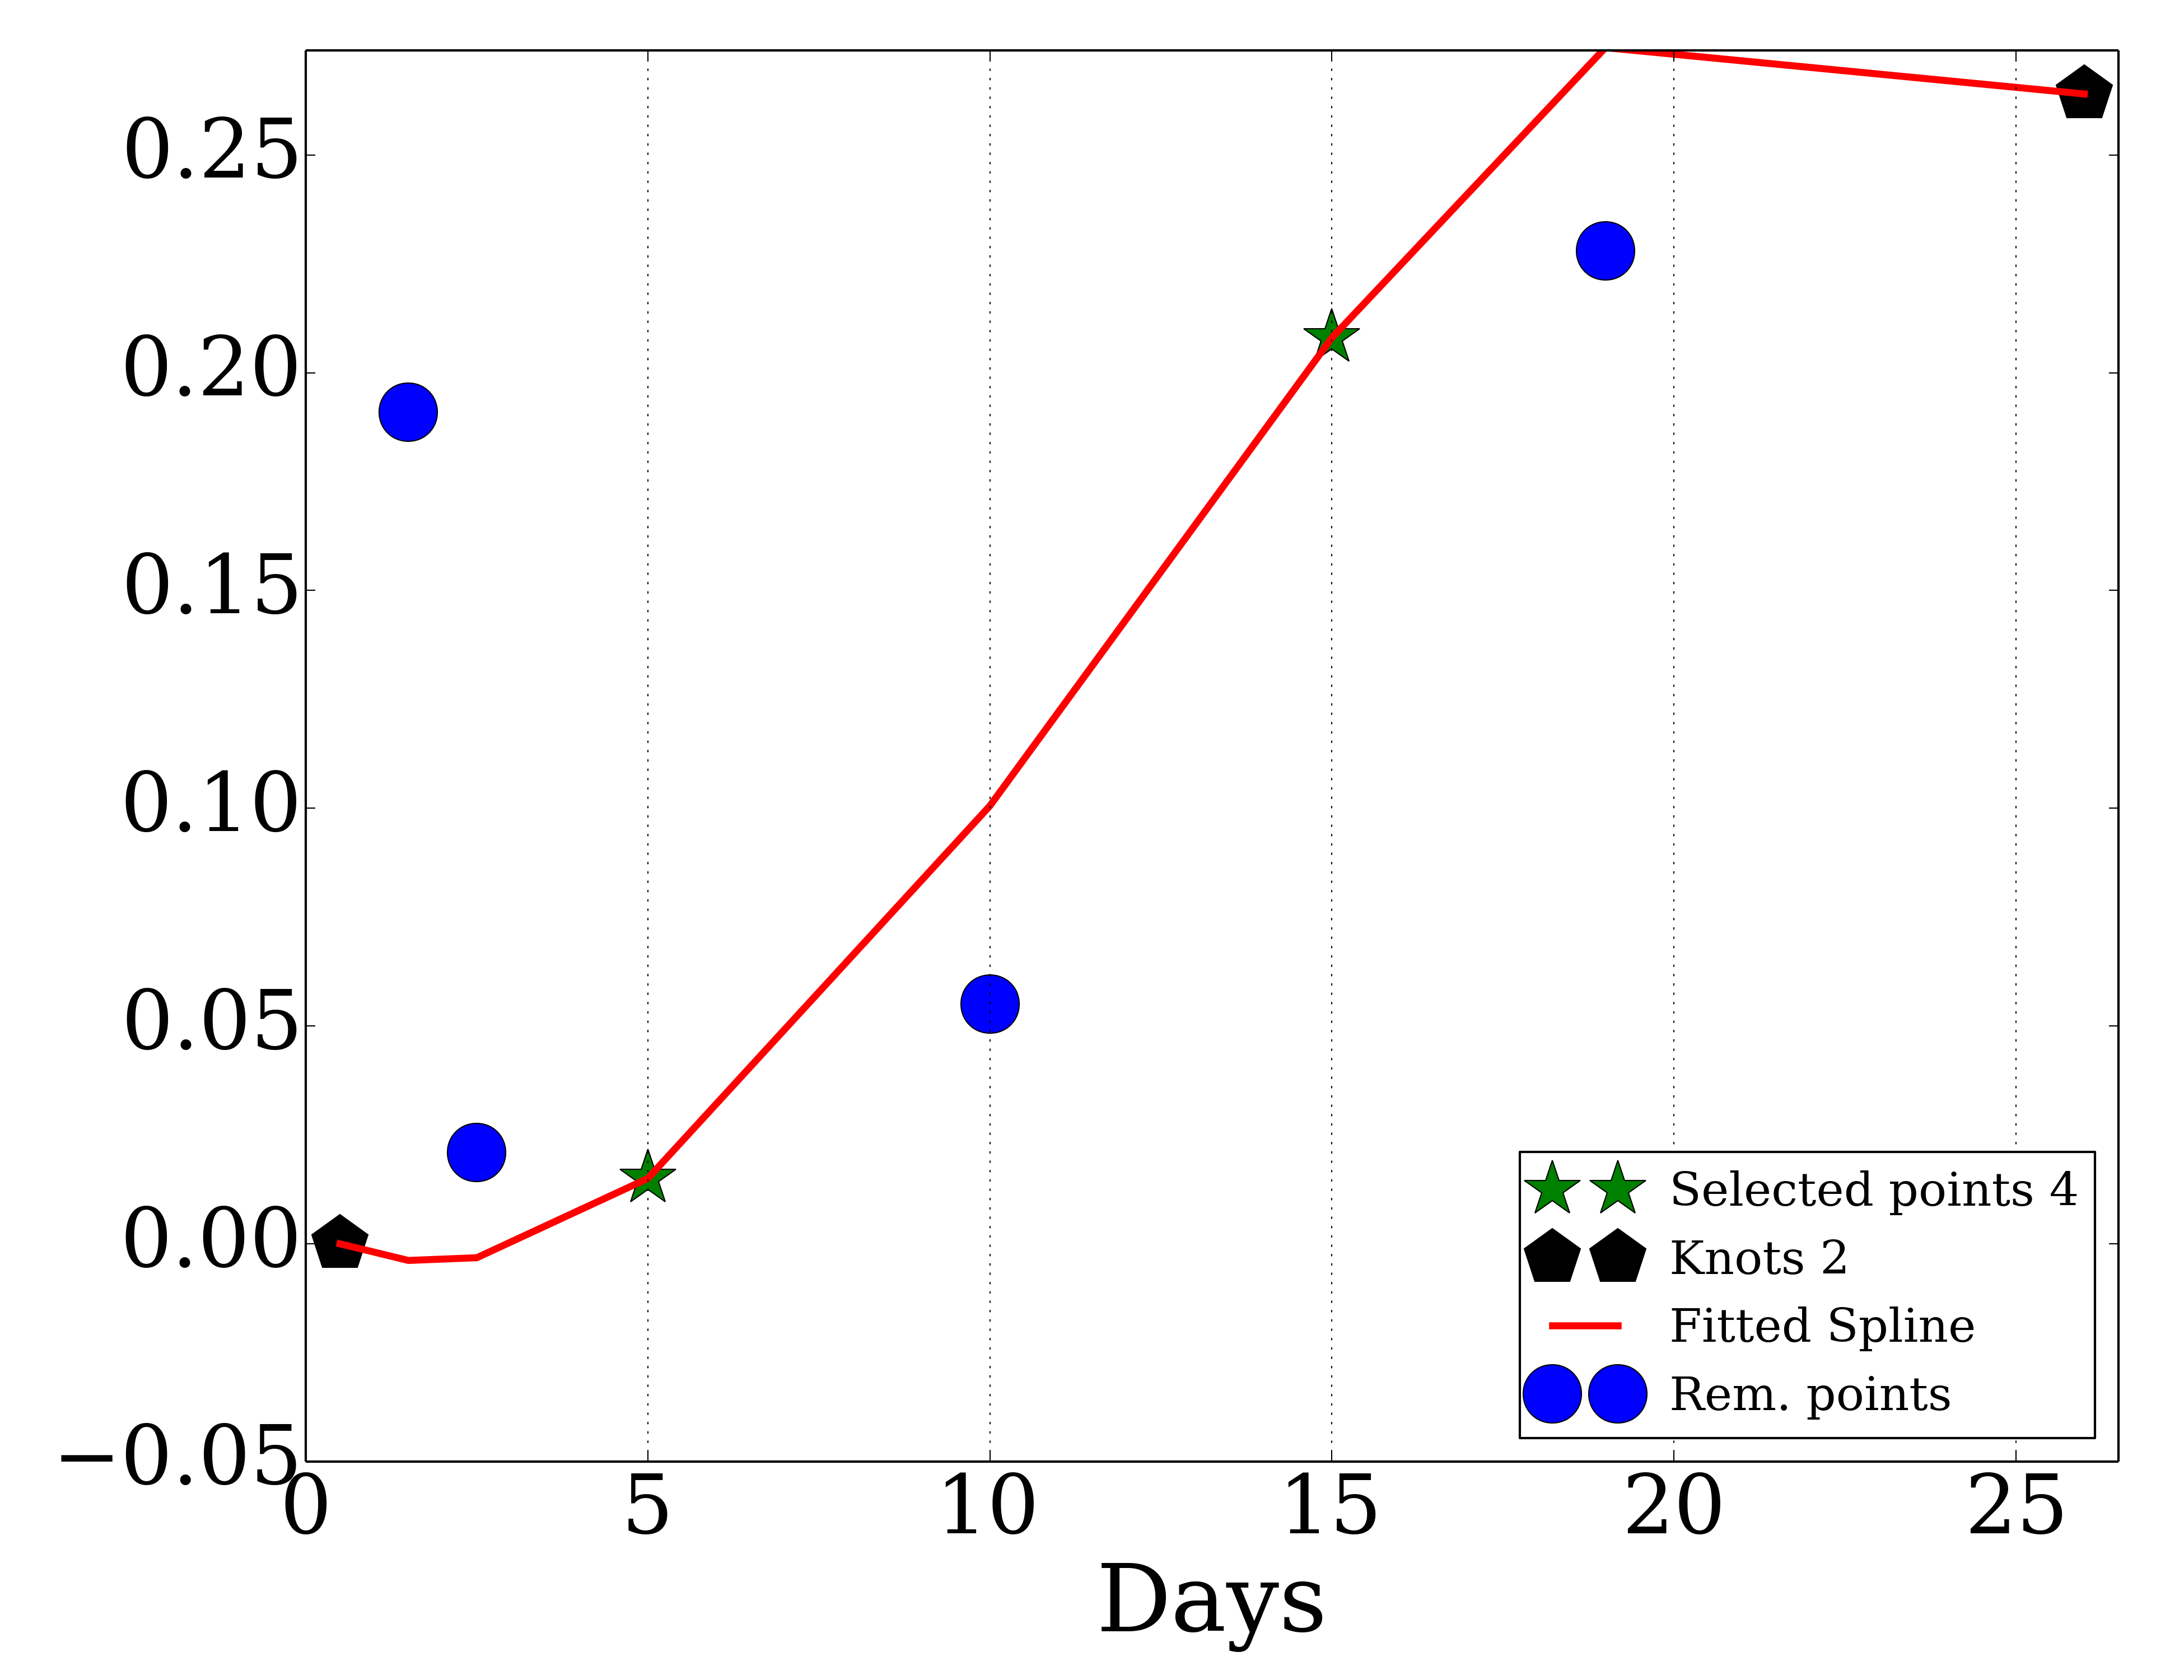 0.25
0.20
0.15
0.10
0.05
0.00
−0.05
0 5 10 15 20 25
Days
Selected points 4
Knots 2
Fitted Spline
Rem. points